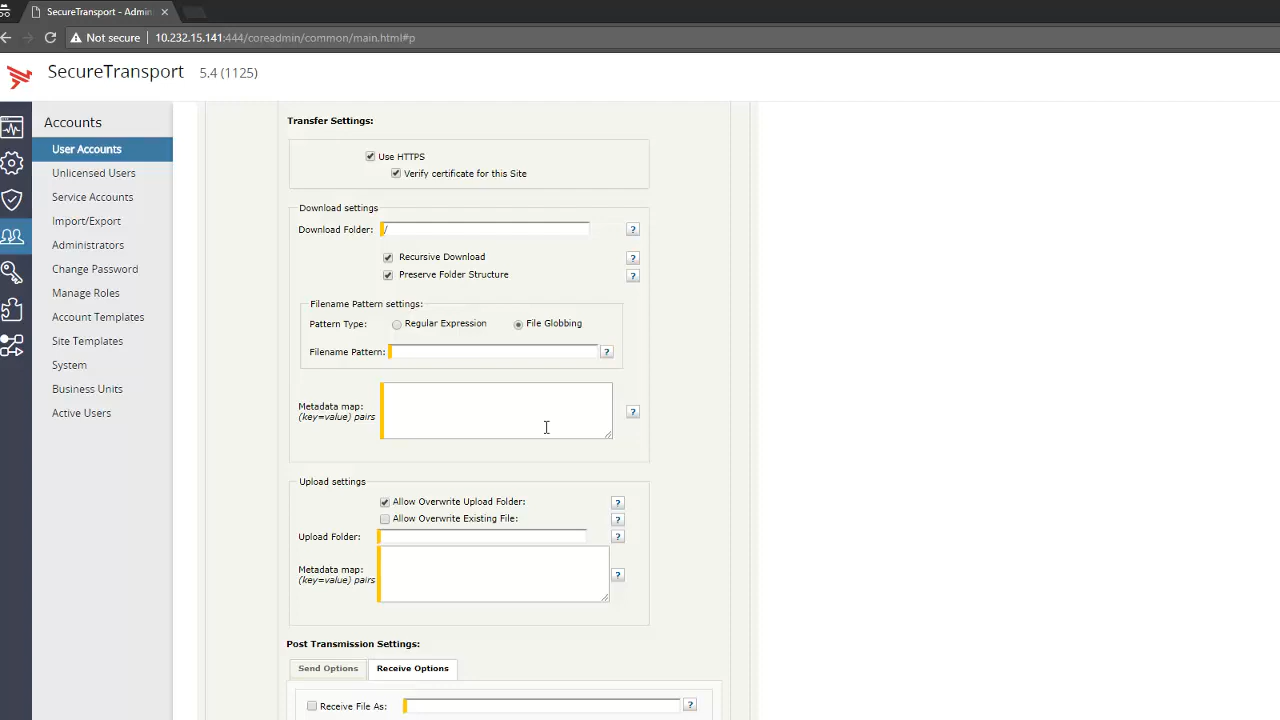 SecureTransport - Admin
Not secure | 10.232.15.141:444/coreadmin/common/main.html#p
SecureTransport 5.4 (1125)
Accounts
User Accounts
Unlicensed Users
Service Accounts
Import/Export
Administrators
Change Password
Manage Roles
Account Templates
Site Templates
System
Business Units
Active Users
Transfer Settings:
Use HTTPS
Verify certificate for this Site
Download settings
Download Folder: / ?
Recursive Download ?
Preserve Folder Structure ?
Filename Pattern settings:
Pattern Type: Regular Expression File Globbing
Filename Pattern: ?
Metadata map:
(key=value) pairs ?
Upload settings
Allow Overwrite Upload Folder: ?
Allow Overwrite Existing File: ?
Upload Folder: ?
Metadata map:
(key=value) pairs ?
Post Transmission Settings:
Send Options Receive Options
Receive File As: ?